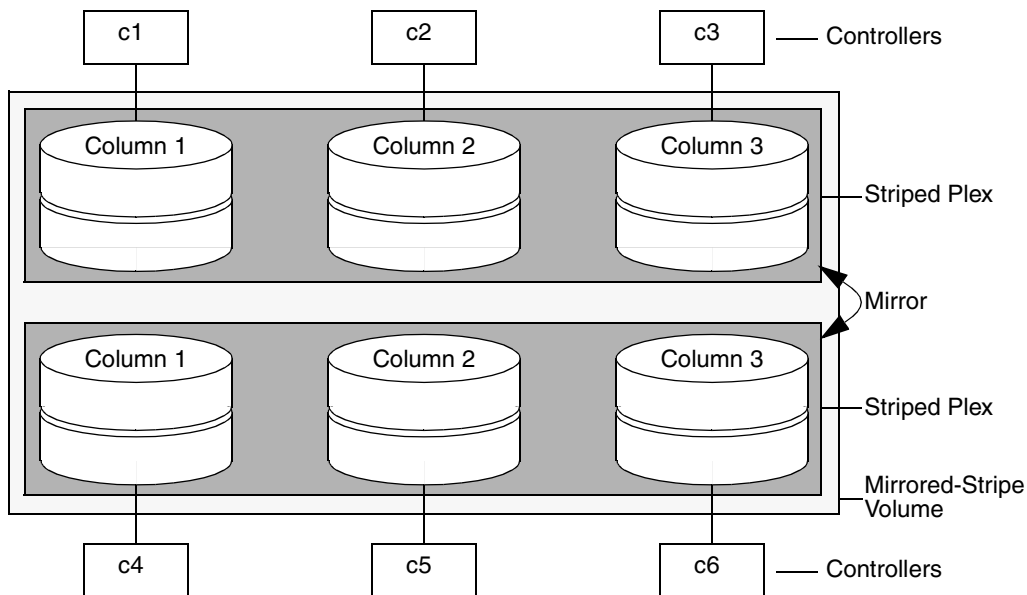 c1
c2
c3
Controllers
Column 1
Column 2
Column 3
Striped Plex
Mirror
Column 1
Column 2
Column 3
Striped Plex
Mirrored-Stripe
Volume
c4
c5
c6
Controllers